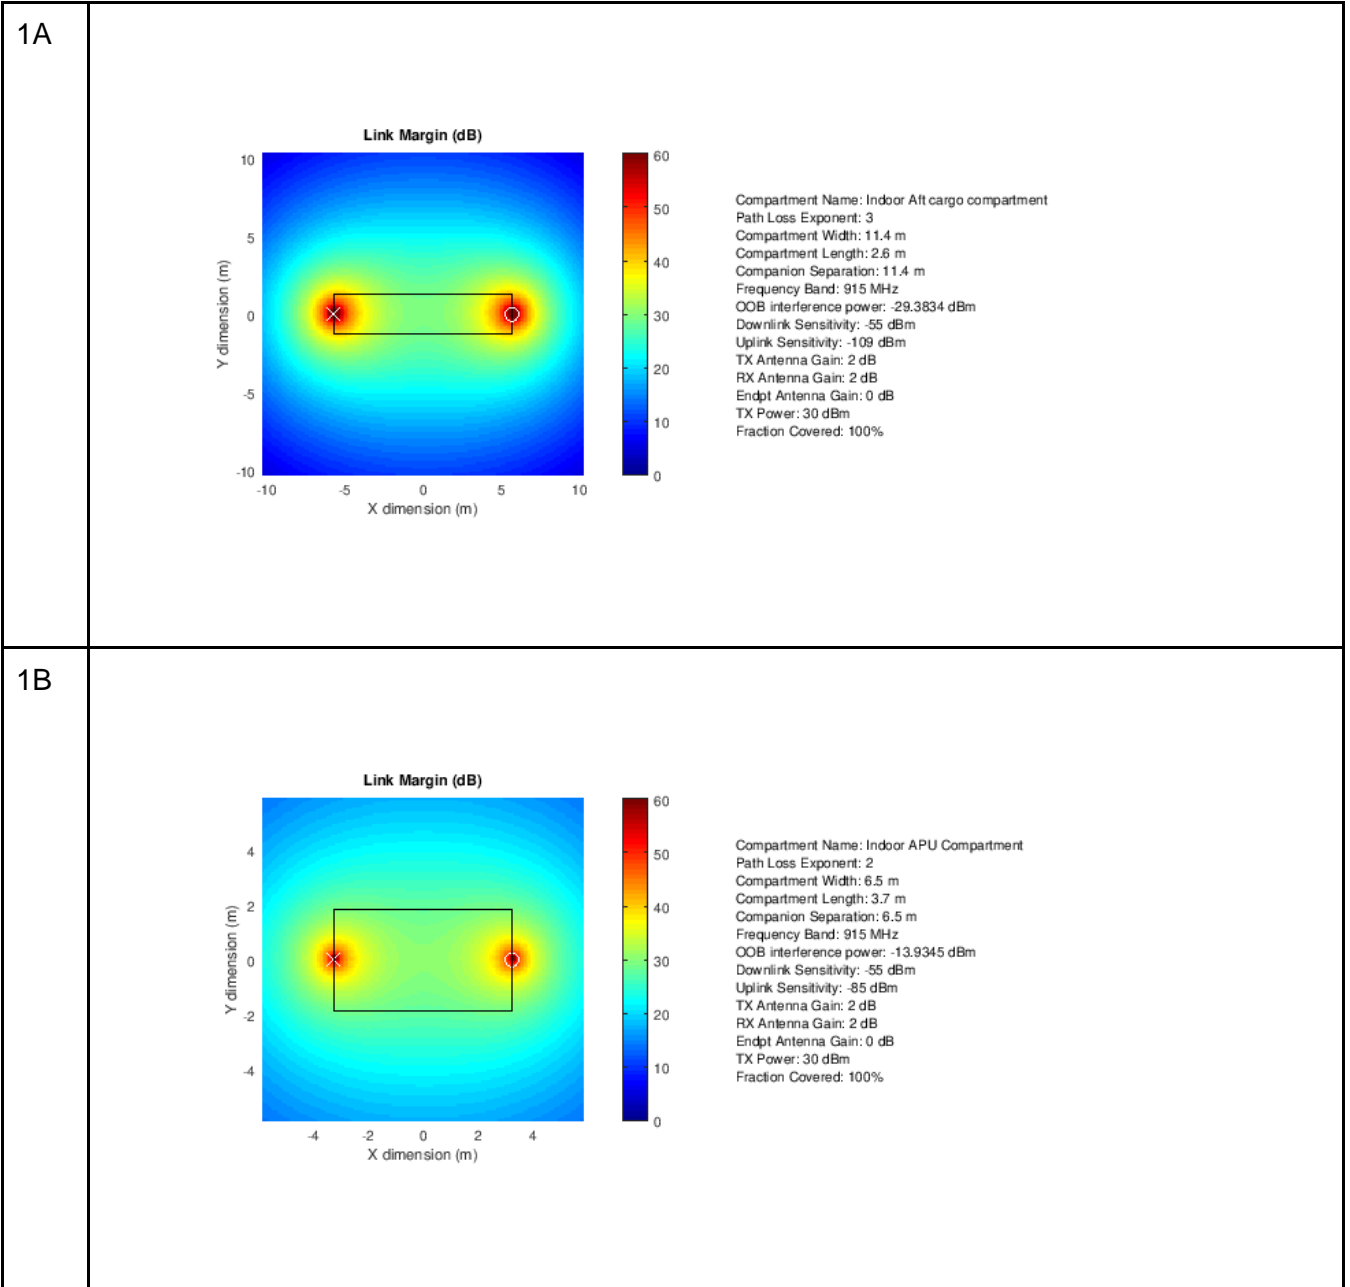 1A
Link Margin (dB)
10
5
0
-5
-10
Y dimension (m)
-10 -5 0 5 10
X dimension (m)
60
50
40
30
20
10
0
Compartment Name: Indoor Aft cargo compartment
Path Loss Exponent: 3
Compartment Width: 11.4 m
Compartment Length: 2.6 m
Companion Separation: 11.4 m
Frequency Band: 915 MHz
OOB interference power: -29.3834 dBm
Downlink Sensitivity: -55 dBm
Uplink Sensitivity: -109 dBm
TX Antenna Gain: 2 dB
RX Antenna Gain: 2 dB
Endpt Antenna Gain: 0 dB
TX Power: 30 dBm
Fraction Covered: 100%
1B
Link Margin (dB)
4
2
0
-2
-4
Y dimension (m)
-4 -2 0 2 4
X dimension (m)
60
50
40
30
20
10
0
Compartment Name: Indoor APU Compartment
Path Loss Exponent: 2
Compartment Width: 6.5 m
Compartment Length: 3.7 m
Companion Separation: 6.5 m
Frequency Band: 915 MHz
OOB interference power: -13.9345 dBm
Downlink Sensitivity: -55 dBm
Uplink Sensitivity: -85 dBm
TX Antenna Gain: 2 dB
RX Antenna Gain: 2 dB
Endpt Antenna Gain: 0 dB
TX Power: 30 dBm
Fraction Covered: 100%